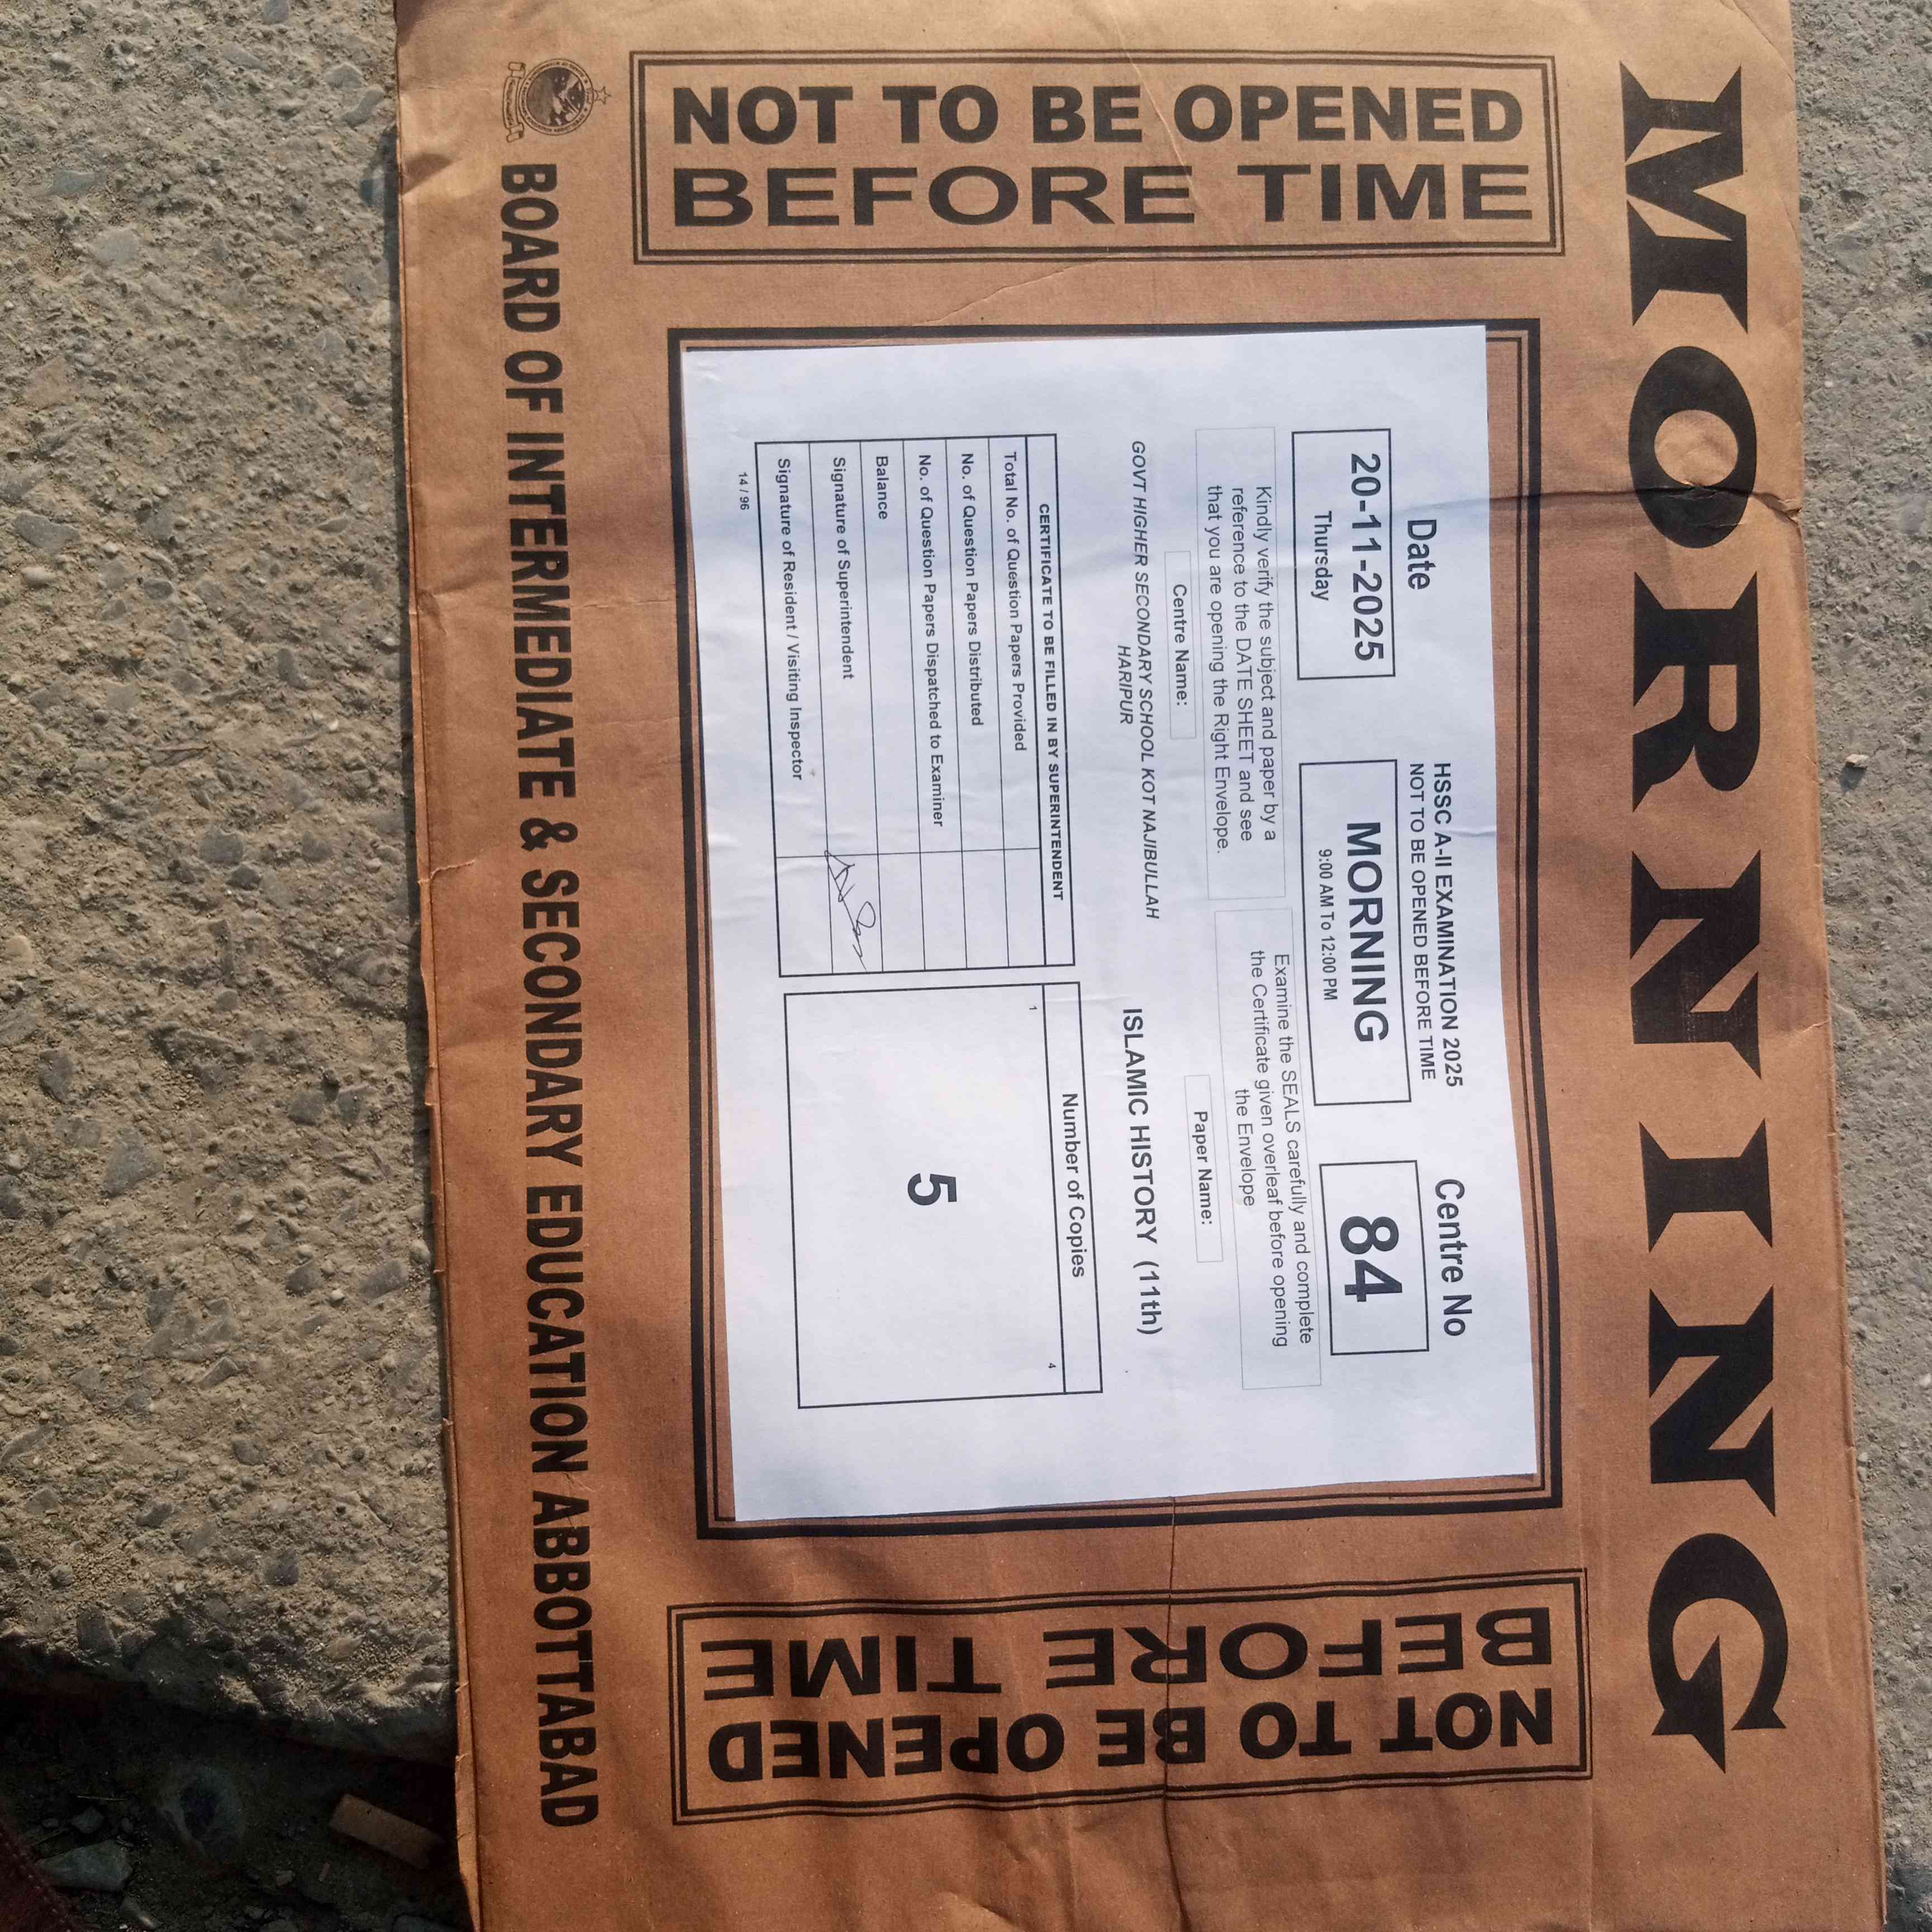 MORNING
NOT TO BE OPENED
BEFORE TIME
Date
20-11-2025
Thursday
HSSC A-II EXAMINATION 2025
NOT TO BE OPENED BEFORE TIME
MORNING
9:00 AM To 12:00 PM
Centre No
84
Kindly verify the subject and paper by a
reference to the DATE SHEET and see
that you are opening the Right Envelope.
Examine the SEALS carefully and complete
the Certificate given overleaf before opening
the Envelope
Centre Name:
GOVT HIGHER SECONDARY SCHOOL KOT NAJIBULLAH
HARIPUR
Paper Name:
ISLAMIC HISTORY (11th)
CERTIFICATE TO BE FILLED IN BY SUPERINTENDENT
Total No. of Question Papers Provided
No. of Question Papers Distributed
No. of Question Papers Dispatched to Examiner
Balance
Signature of Superintendent
Signature of Resident / Visiting Inspector
14 / 96
Number of Copies
1
4
5
NOT TO BE OPENED
BEFORE TIME
BOARD OF INTERMEDIATE & SECONDARY EDUCATION ABBOTTABAD